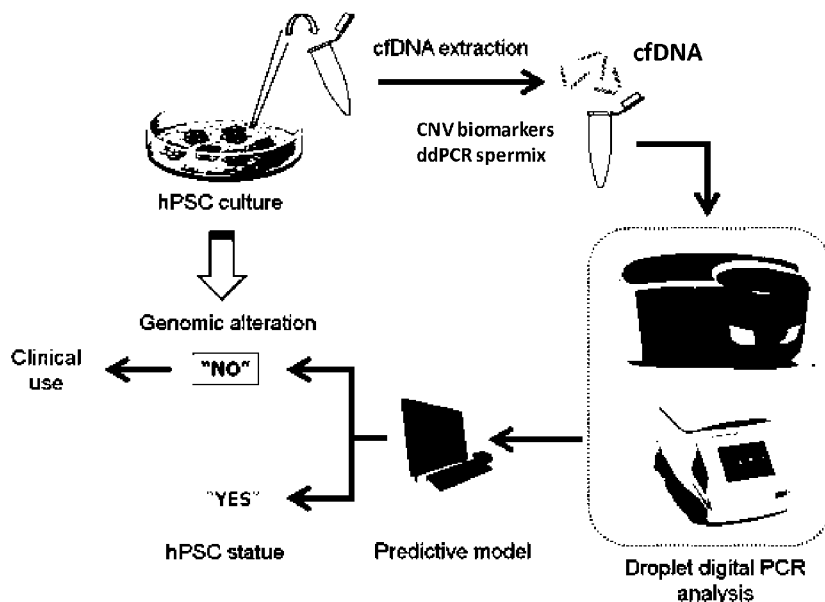 cfDNA extraction
cfDNA
CNV biomarkers
ddPCR spermix
hPSC culture
Genomic alteration
Clinical
use
"NO"
"YES"
hPSC statue
Predictive model
Droplet digital PCR
analysis